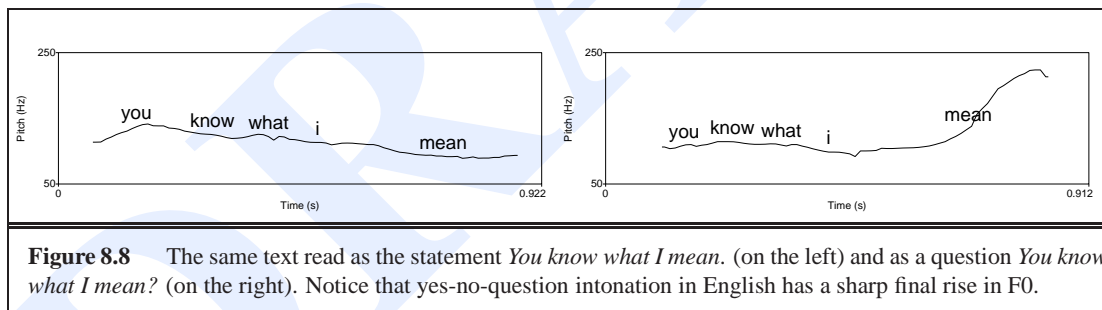 250
you
know
what
i
mean
Pitch (Hz)
50
0
0.922
Time (s)
250
you
know
what
i
mean
Pitch (Hz)
50
0
0.912
Time (s)
Figure 8.8 The same text read as the statement You know what I mean. (on the left) and as a question You know
what I mean? (on the right). Notice that yes-no-question intonation in English has a sharp final rise in F0.